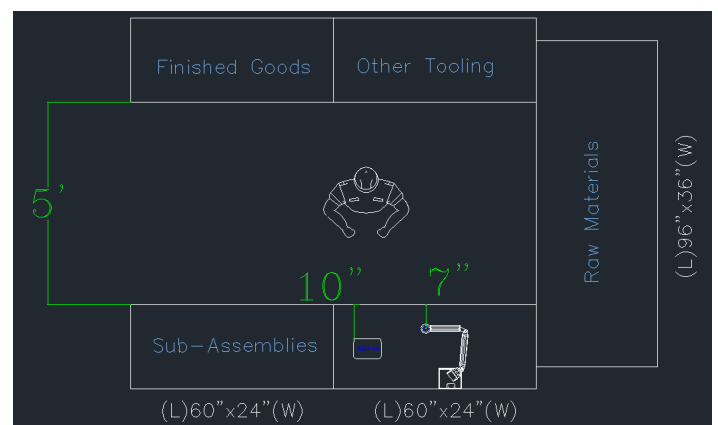 Finished Goods
Other Tooling
5'
Raw Materials
(L)96"x36"(W)
10"
7"
Sub-Assemblies
(L)60"x24"(W)
(L)60"x24"(W)